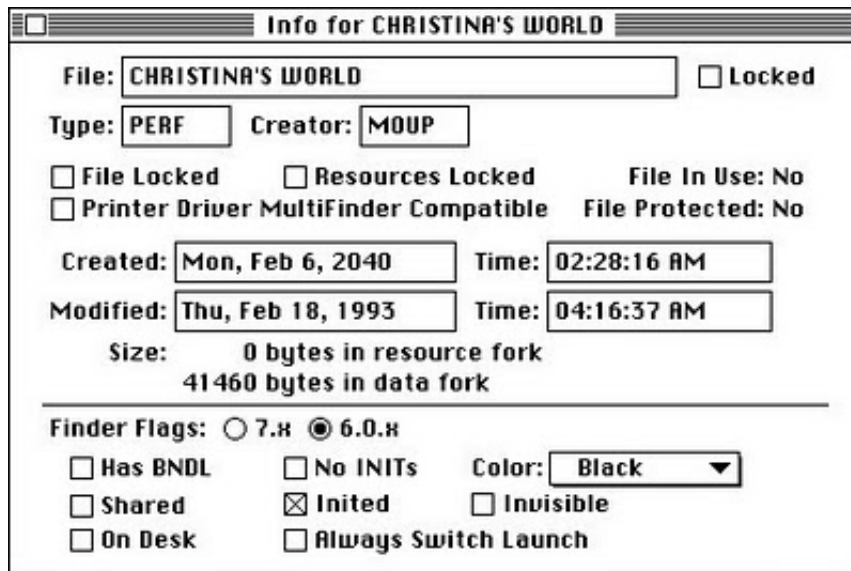 Info for CHRISTINA'S WORLD
File: CHRISTINA'S WORLD Locked
Type: PERF Creator: MOUP
File Locked Resources Locked File In Use: No
Printer Driver MultiFinder Compatible File Protected: No
Created: Mon, Feb 6, 2040 Time: 02:28:16 AM
Modified: Thu, Feb 18, 1993 Time: 04:16:37 AM
Size: 0 bytes in resource fork
41460 bytes in data fork
Finder Flags: 7.x 6.0.x
Has BNDL No INITs Color: Black
Shared Inited Invisible
On Desk Always Switch Launch